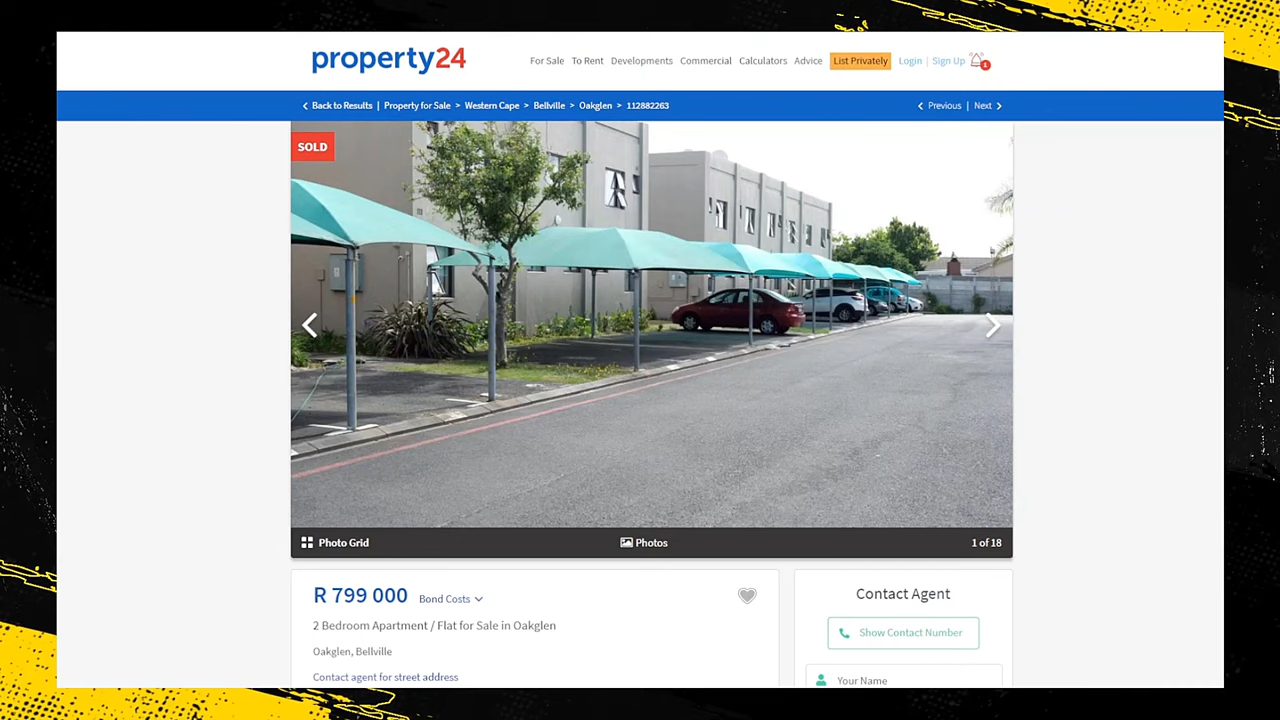 property24
For Sale To Rent Developments Commercial Calculators Advice List Privately Login | Sign Up 1
Back to Results | Property for Sale > Western Cape > Bellville > Oakglen > 112882263 Previous | Next
SOLD
Photo Grid Photos 1 of 18
R 799 000 Bond Costs
2 Bedroom Apartment / Flat for Sale in Oakglen
Oakglen, Bellville
Contact agent for street address
Contact Agent
Show Contact Number
Your Name